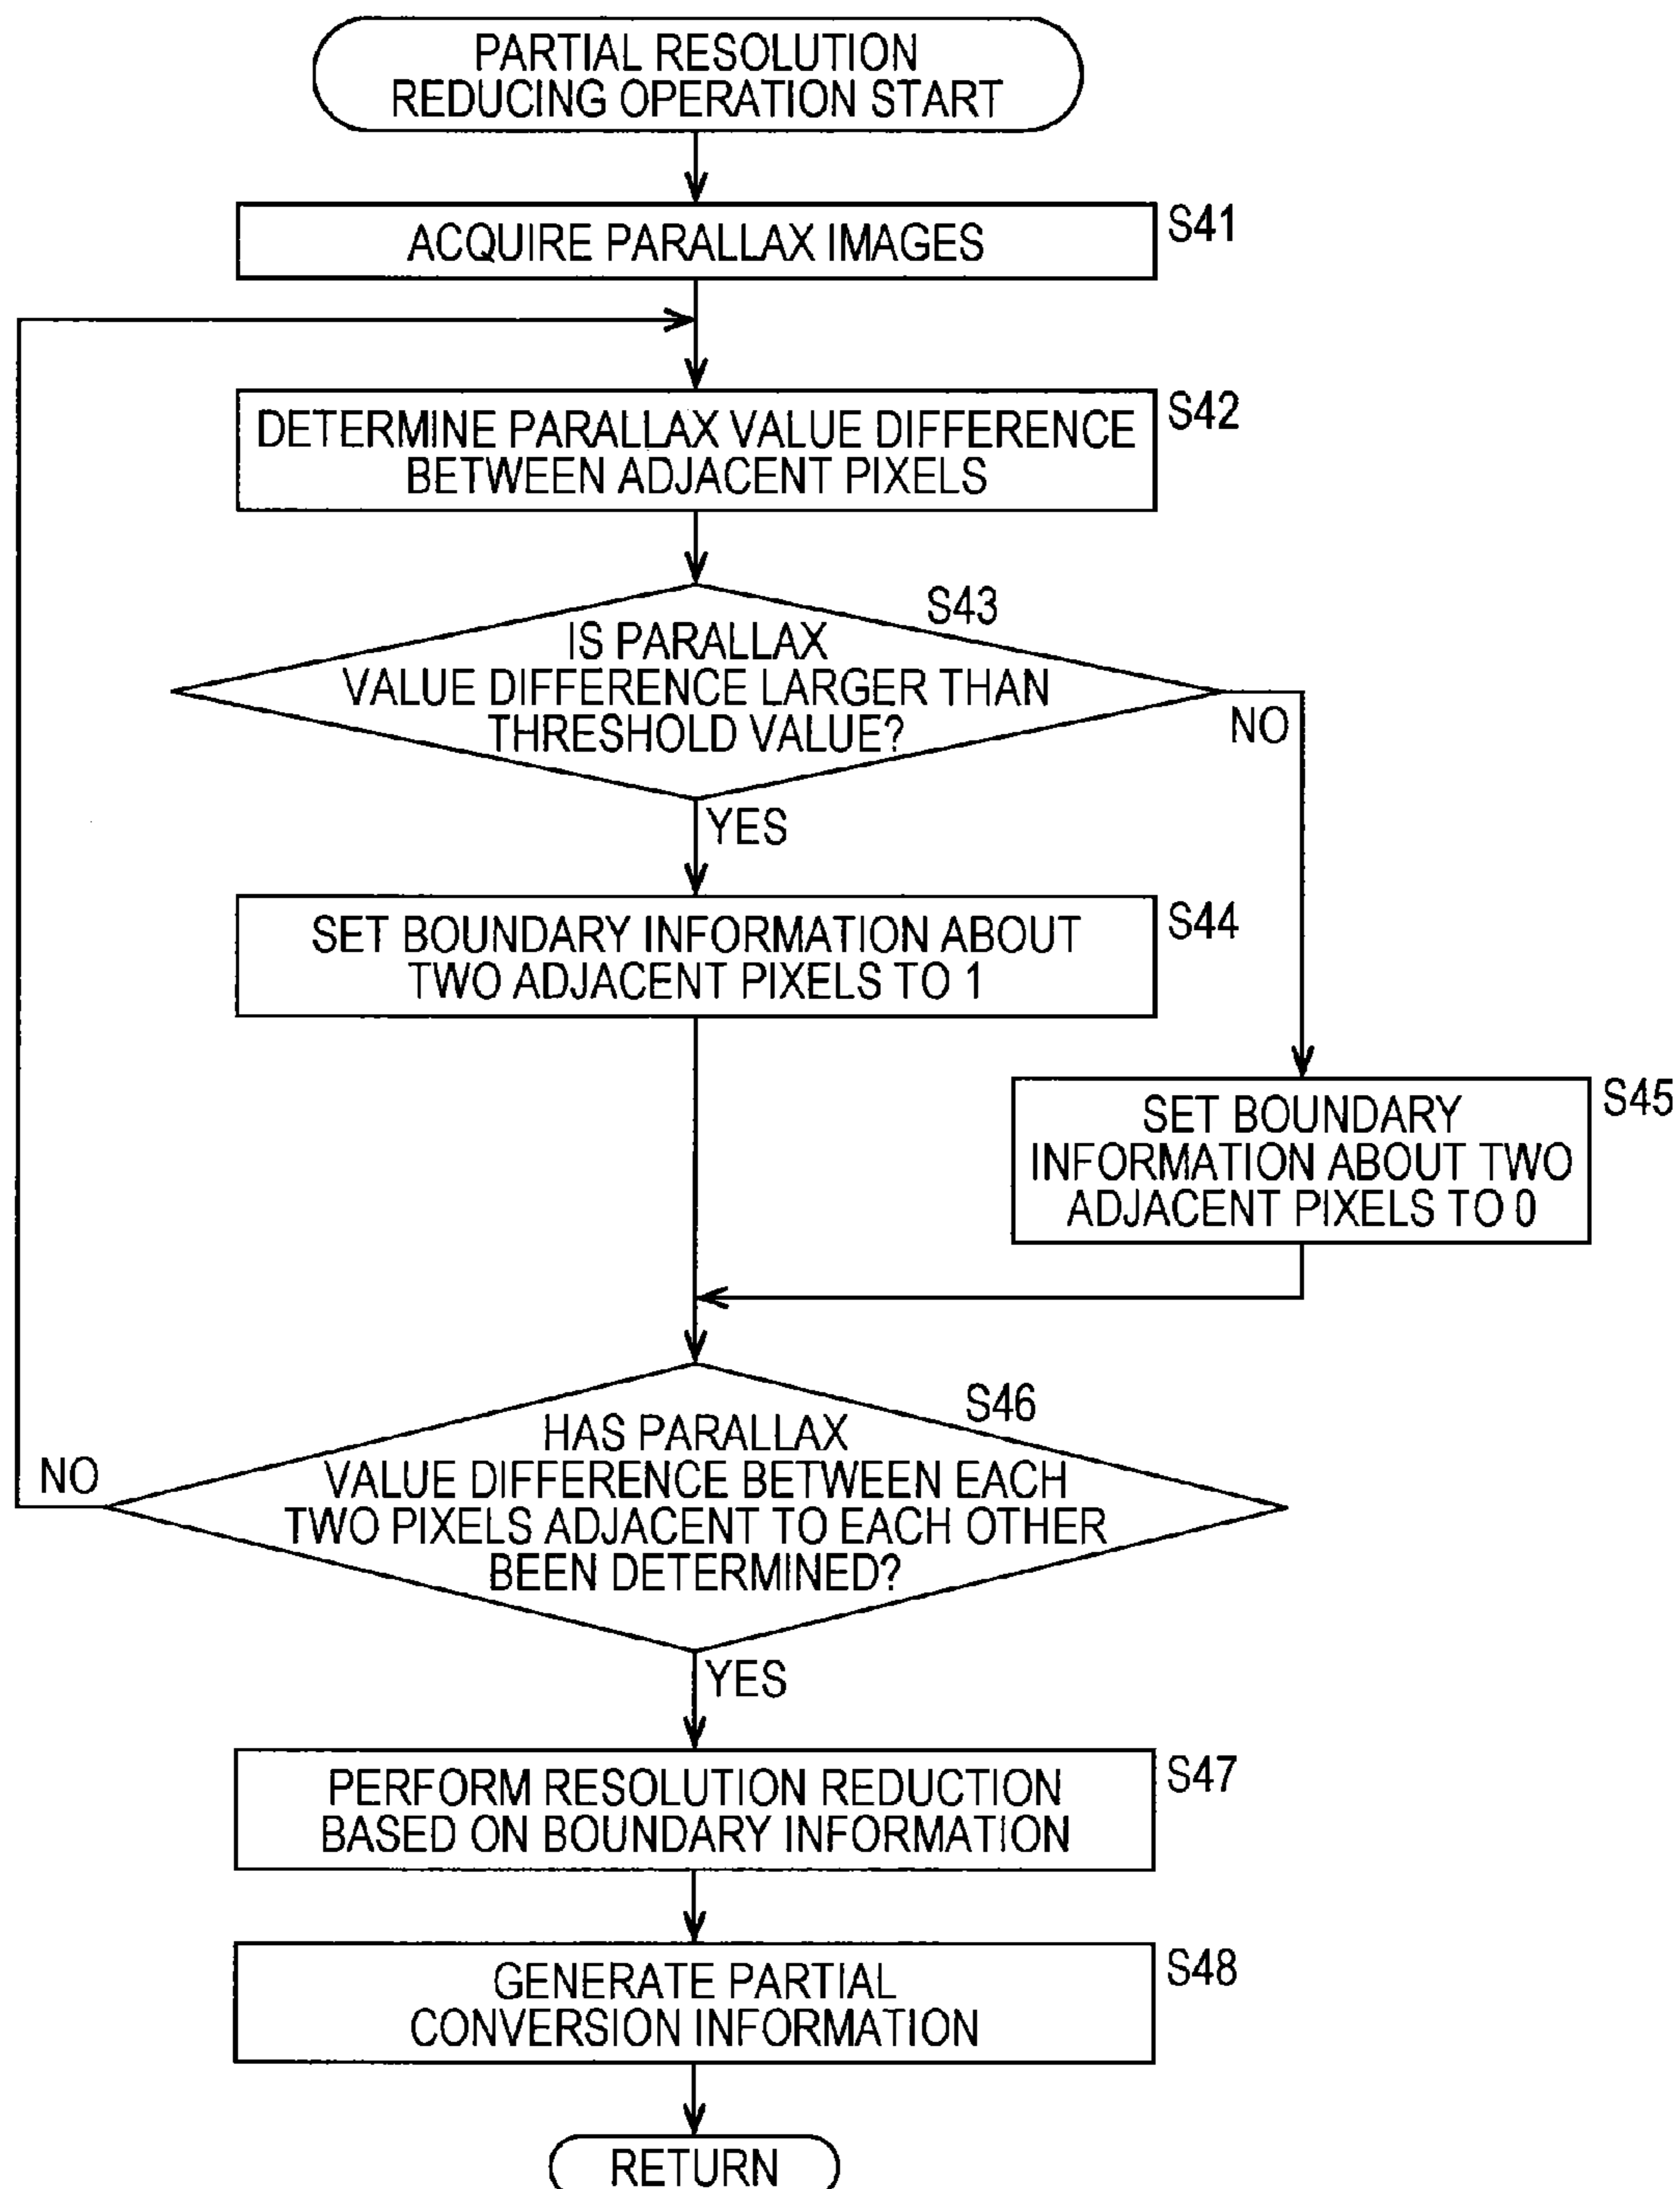 PARTIAL RESOLUTION
REDUCING OPERATION START
ACQUIRE PARALLAX IMAGES
S41
DETERMINE PARALLAX VALUE DIFFERENCE
BETWEEN ADJACENT PIXELS
S42
S43
IS PARALLAX
VALUE DIFFERENCE LARGER THAN
THRESHOLD VALUE?
NO
YES
SET BOUNDARY INFORMATION ABOUT
TWO ADJACENT PIXELS TO 1
S44
SET BOUNDARY
INFORMATION ABOUT TWO
ADJACENT PIXELS TO 0
S45
S46
HAS PARALLAX
VALUE DIFFERENCE BETWEEN EACH
TWO PIXELS ADJACENT TO EACH OTHER
BEEN DETERMINED?
NO
YES
PERFORM RESOLUTION REDUCTION
BASED ON BOUNDARY INFORMATION
S47
GENERATE PARTIAL
CONVERSION INFORMATION
S48
RETURN